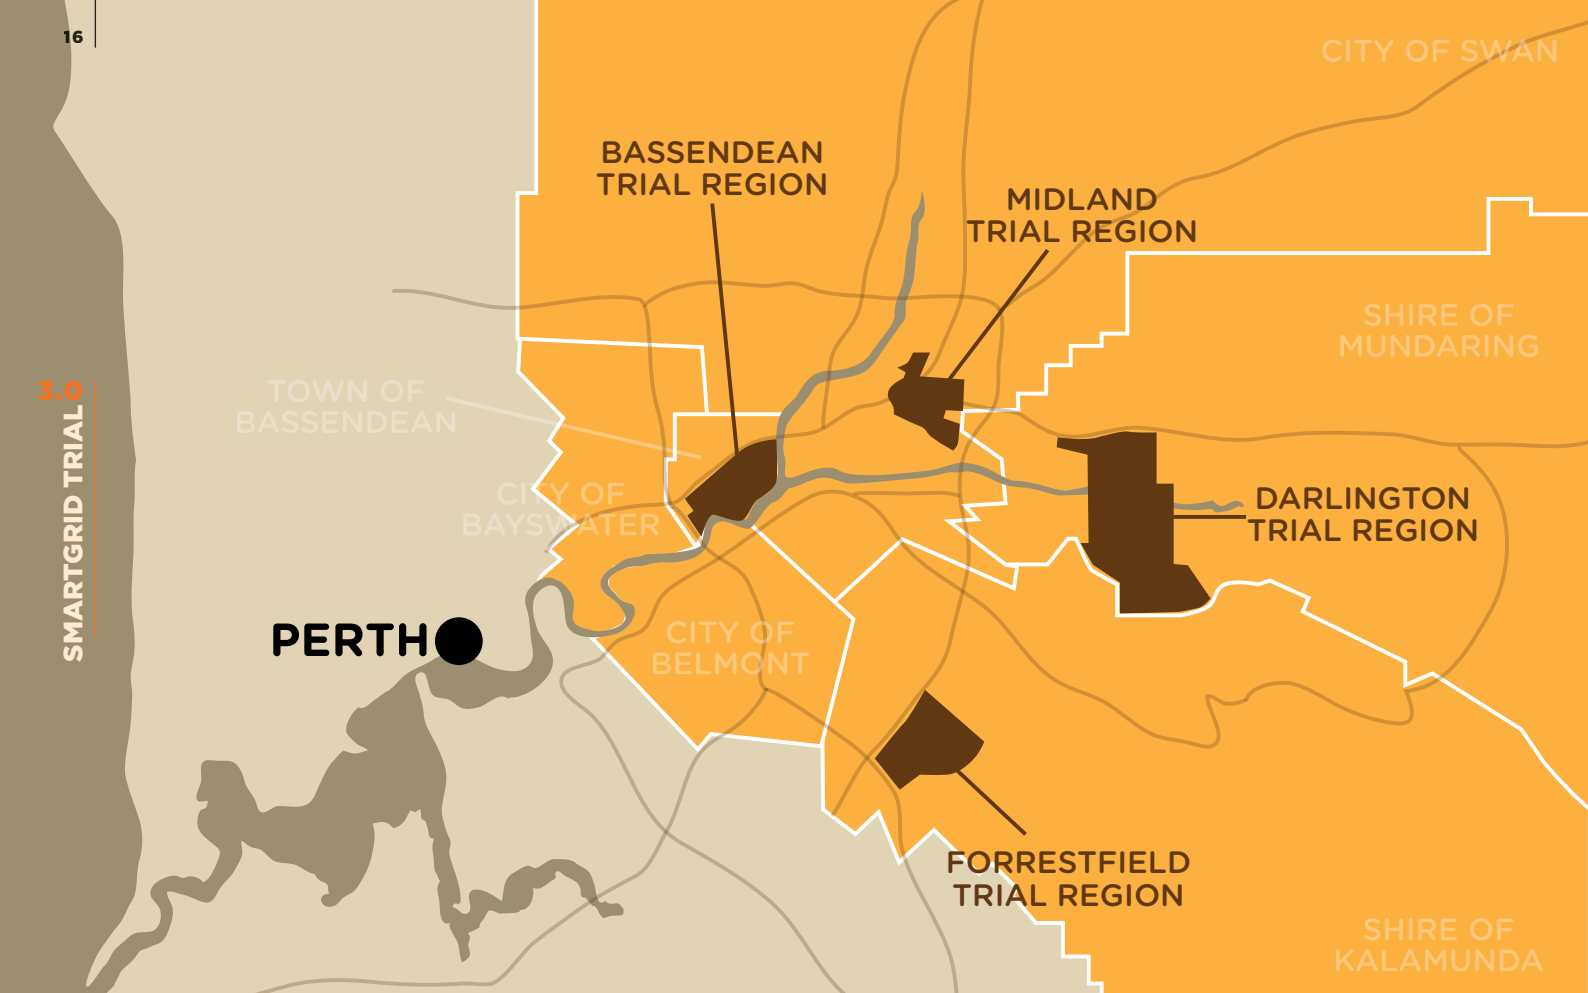 16
CITY OF SWAN
BASSENDEAN
TRIAL REGION
MIDLAND
TRIAL REGION
SHIRE OF
MUNDARING
3.0
SMARTGRID TRIAL
TOWN OF
BASSENDEAN
CITY OF
BAYSWATER
DARLINGTON
TRIAL REGION
PERTH
CITY OF
BELMONT
FORRESTFIELD
TRIAL REGION
SHIRE OF
KALAMUNDA